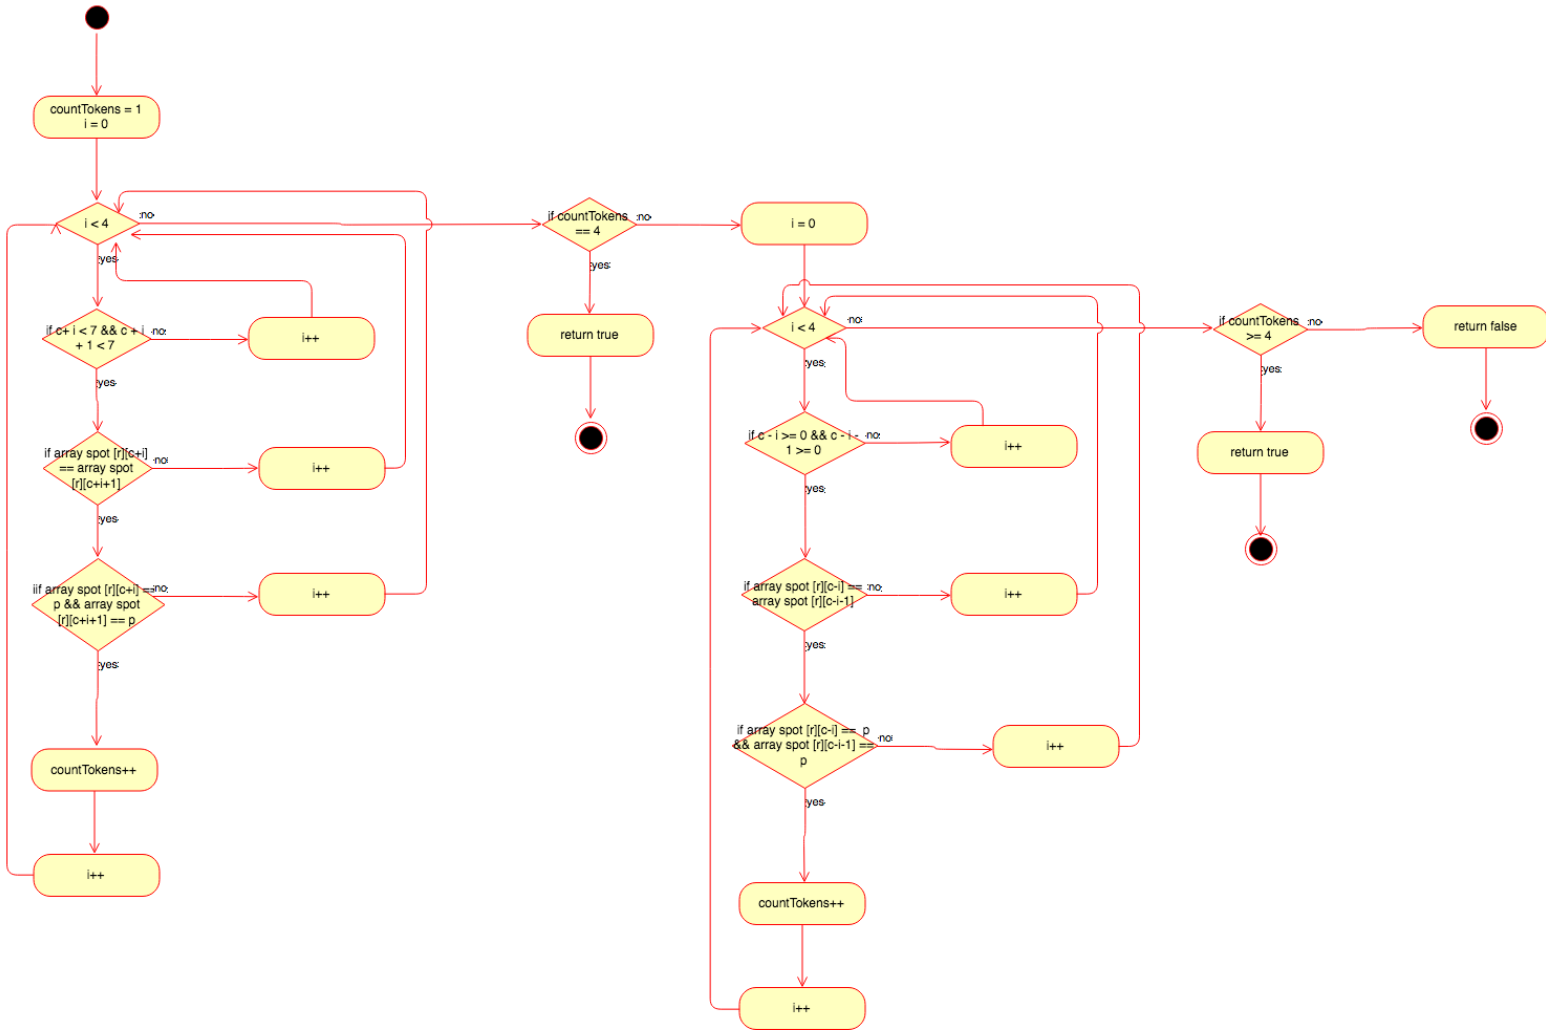 countTokens = 1
i = 0
i < 4
:no
yes
if c+ i < 7 && c + i
+ 1 < 7
:no
i++
yes
if array spot [r][c+i]
== array spot
[r][c+i+1]
:no
i++
yes
iif array spot [r][c+i] ==
p && array spot
[r][c+i+1] == p
:no
i++
yes
countTokens++
i++
if countTokens
== 4
:no
yes
return true
i = 0
i < 4
:no
yes
if c - i >= 0 && c - i -
1 >= 0
:no
i++
yes
if array spot [r][c-i] ==
array spot [r][c-i-1]
:no
i++
yes
if array spot [r][c-i] == p
&& array spot [r][c-i-1] ==
p
:no
i++
yes
countTokens++
i++
if countTokens
>= 4
:no
return false
yes
return true